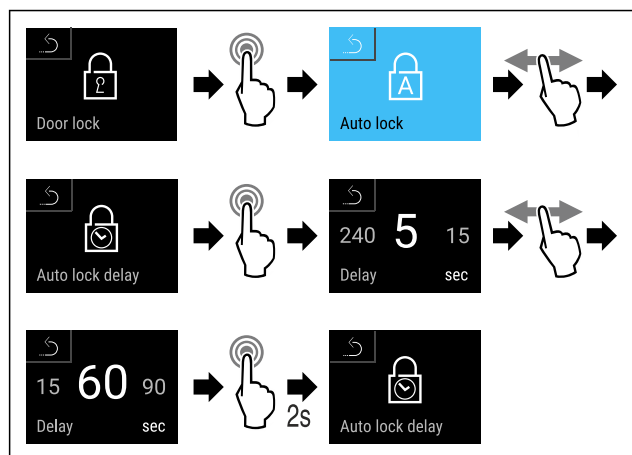 Door lock
A
Auto lock
Auto lock delay
240 5 15
Delay sec
15 60 90
Delay sec
2s
Auto lock delay